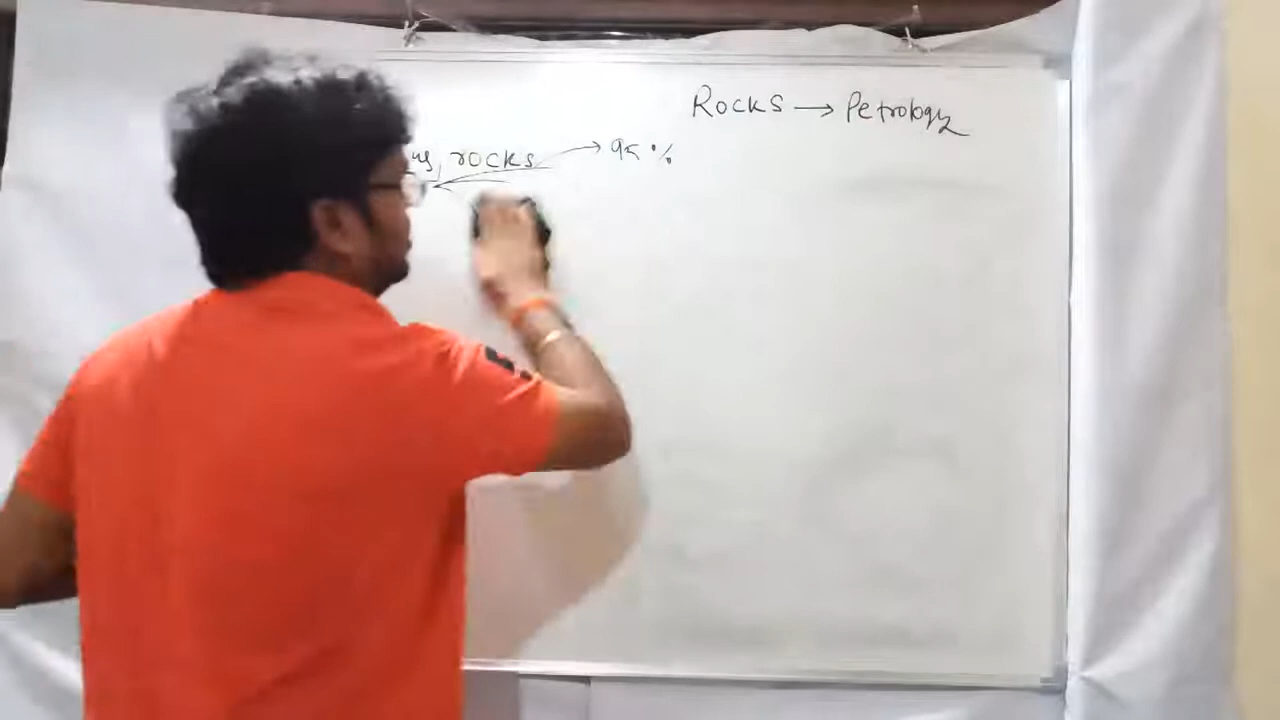 Rocks → Petrology
rocks → 95 %